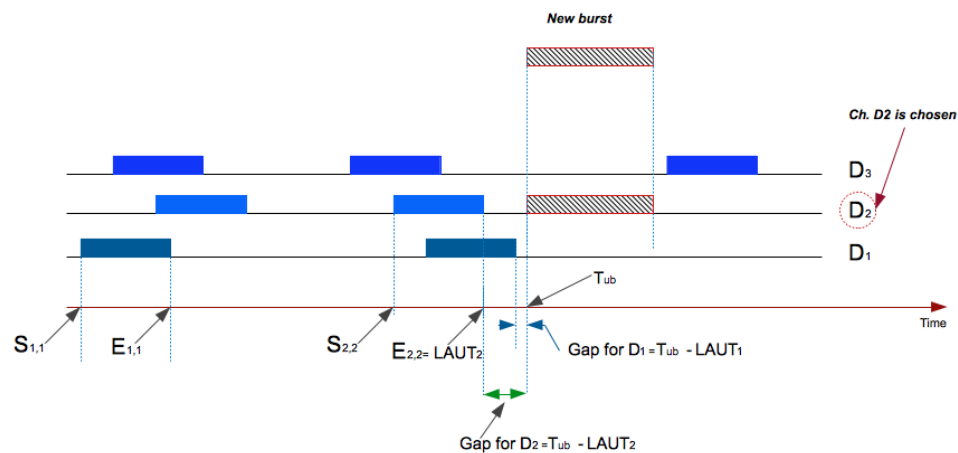 New burst
Ch. D2 is chosen
D3
D2
D1
Tub
Time
S1,1
E1,1
S2,2
E2,2= LAUT2
Gap for D1 =Tub - LAUT1
Gap for D2 =Tub - LAUT2